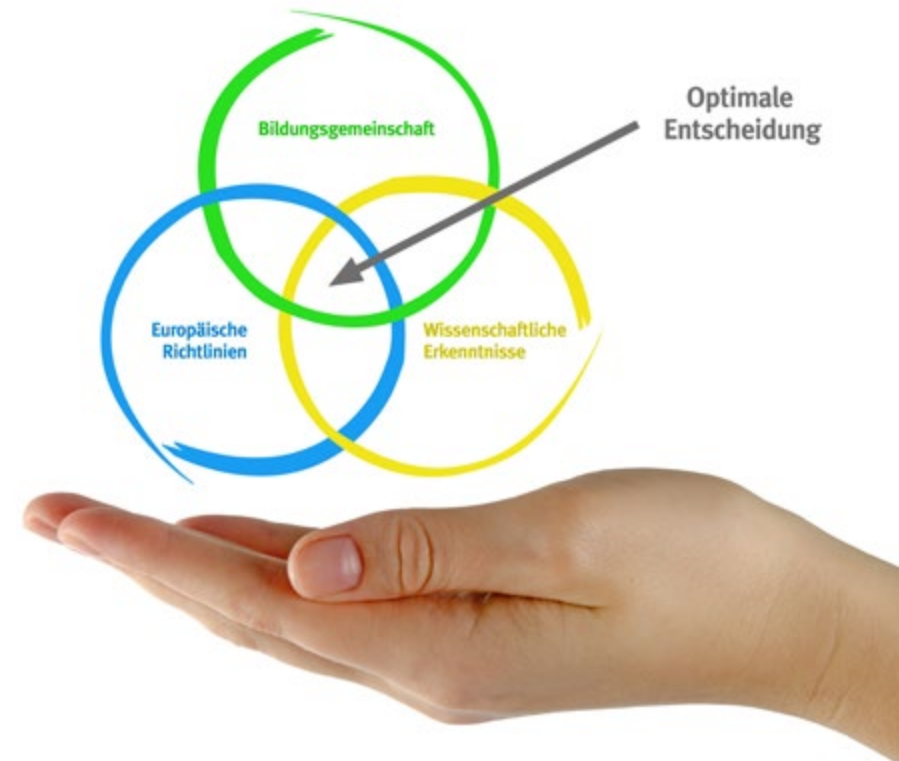 Bildungsgemeinschaft
Optimale
Entscheidung
Europäische
Richtlinien
Wissenschaftliche
Erkenntnisse